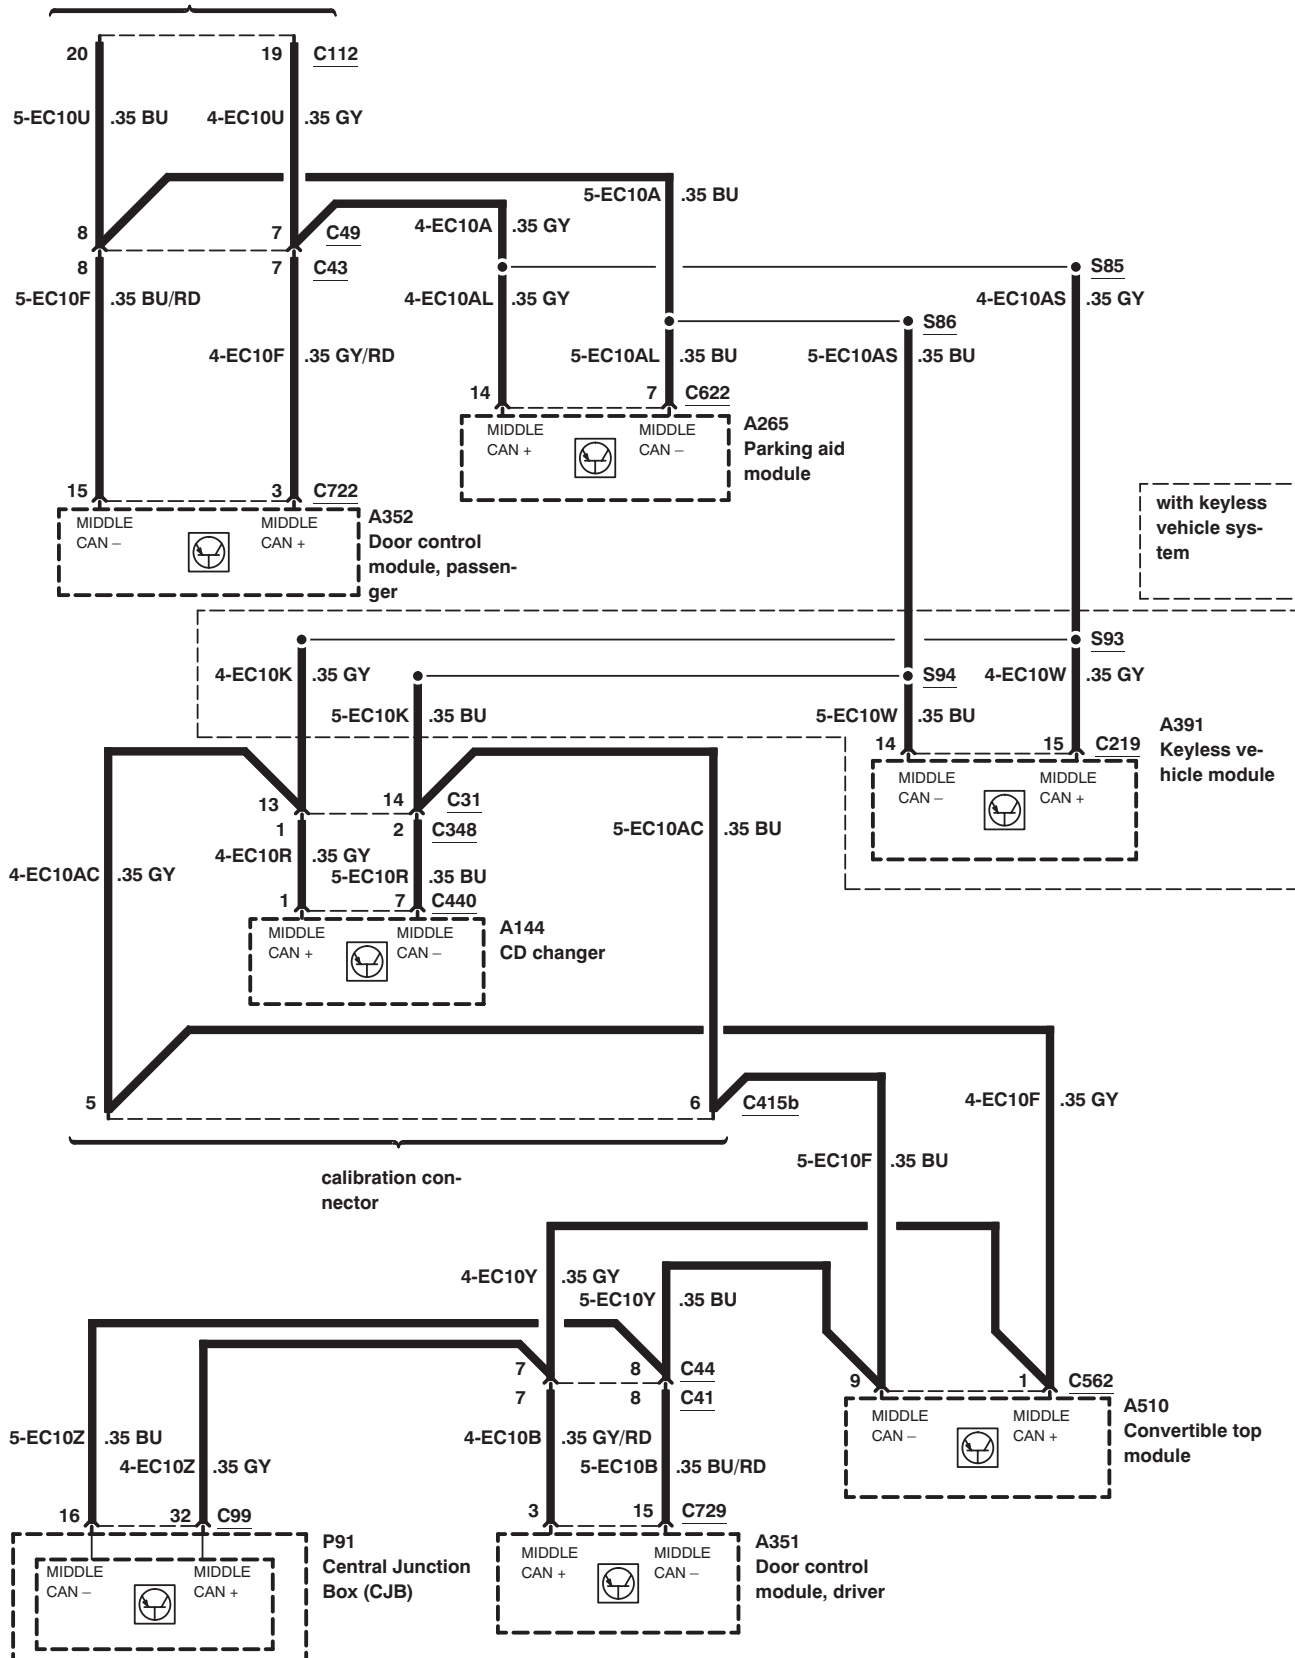 20 19 C112
5-EC10U .35 BU 4-EC10U .35 GY
5-EC10A .35 BU
8 7 C49 4-EC10A .35 GY
8 7 C43 S85
5-EC10F .35 BU/RD 4-EC10AL .35 GY 4-EC10AS .35 GY
S86
4-EC10F .35 GY/RD 5-EC10AL .35 BU 5-EC10AS .35 BU
14 7 C622
MIDDLE
CAN +
MIDDLE
CAN –
A265
Parking aid
module
15 3 C722
MIDDLE
CAN –
MIDDLE
CAN +
A352
Door control
module, passen-
ger
with keyless
vehicle sys-
tem
S93
4-EC10K .35 GY S94 4-EC10W .35 GY
5-EC10K .35 BU 5-EC10W .35 BU
14 15 C219
MIDDLE
CAN –
MIDDLE
CAN +
A391
Keyless ve-
hicle module
13 14 C31
1 2 C348 5-EC10AC .35 BU
4-EC10R .35 GY
4-EC10AC .35 GY 5-EC10R .35 BU
1 7 C440
MIDDLE
CAN +
MIDDLE
CAN –
A144
CD changer
5 6 C415b 4-EC10F .35 GY
5-EC10F .35 BU
calibration con-
nector
4-EC10Y .35 GY
5-EC10Y .35 BU
7 8 C44 9 1 C562
7 8 C41
MIDDLE
CAN –
MIDDLE
CAN +
A510
Convertible top
module
5-EC10Z .35 BU 4-EC10B .35 GY/RD
4-EC10Z .35 GY 5-EC10B .35 BU/RD
16 32 C99 3 15 C729
MIDDLE
CAN –
MIDDLE
CAN +
P91
Central Junction
Box (CJB)
MIDDLE
CAN +
MIDDLE
CAN –
A351
Door control
module, driver